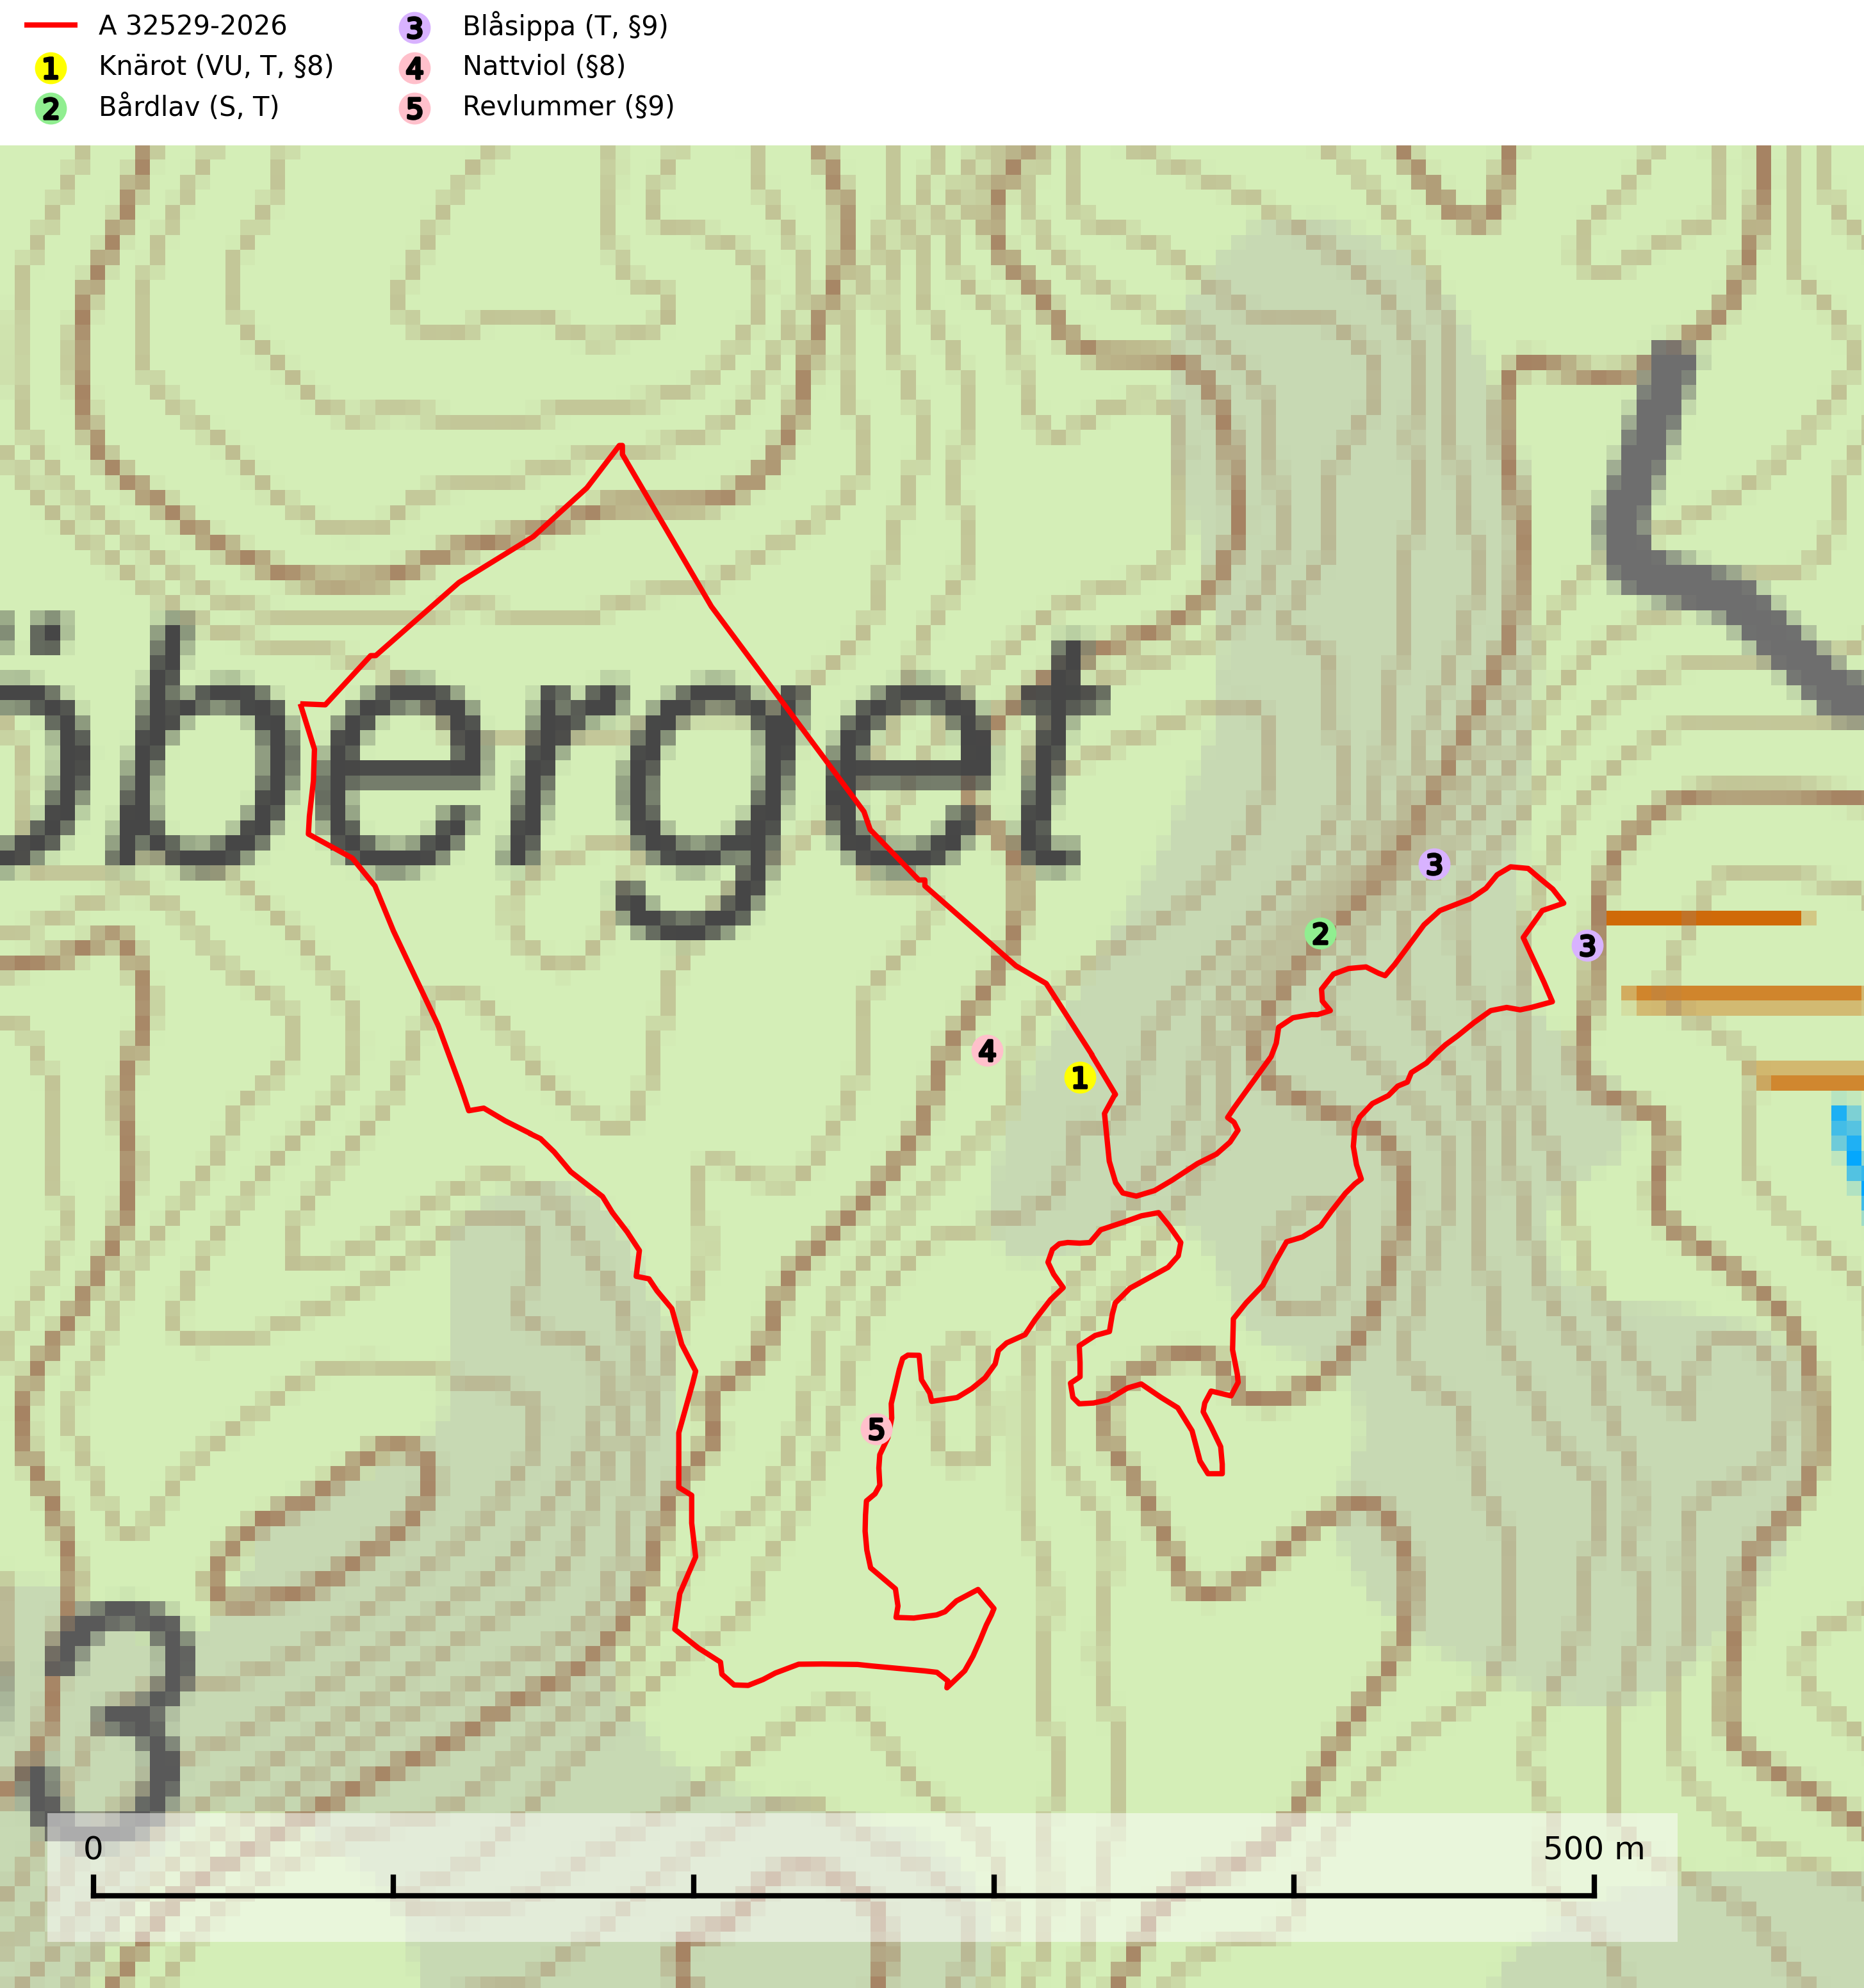 A 32529-2026
1 Knärot (VU, T, §8)
2 Bårdlav (S, T)
3 Blåsippa (T, §9)
4 Nattviol (§8)
5 Revlummer (§9)
berget
3
2
3
4
1
5
3
0 500 m